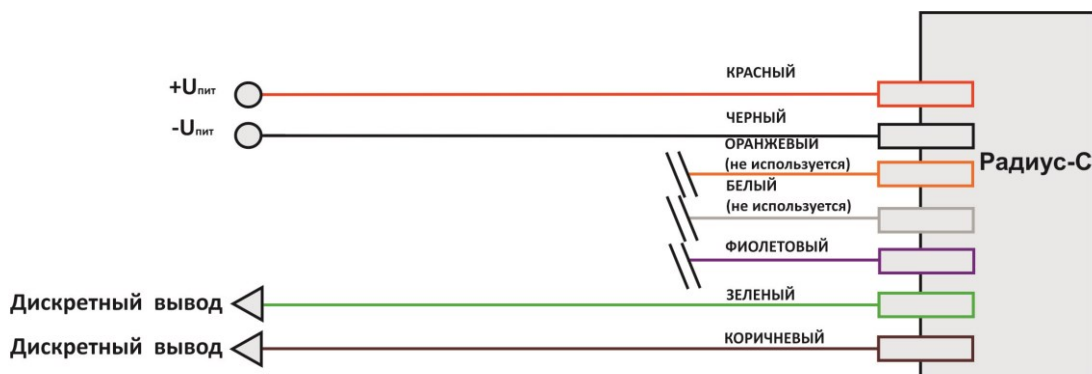 КРАСНЫЙ
+Uпит
ЧЕРНЫЙ
-Uпит
ОРАНЖЕВЫЙ
(не используется)
Радиус-С
БЕЛЫЙ
(не используется)
ФИОЛЕТОВЫЙ
ЗЕЛЕНЫЙ
Дискретный вывод
КОРИЧНЕВЫЙ
Дискретный вывод